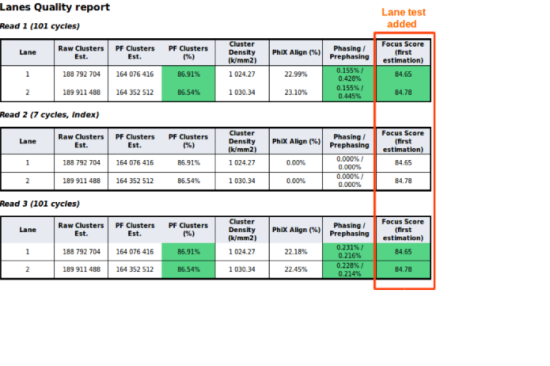 Lanes Quality report
Lane test
added
Read 1 (101 cycles)
Lane Raw Clusters Est. PF Clusters Est. PF Clusters (%) Cluster Density (k/mm2) PhiX Align (%) Phasing / Prephasing Focus Score (first estimation)
1 188 792 704 164 076 416 86.91% 1 024.27 22.99% 0.155% / 0.428% 84.65
2 189 911 488 164 352 512 86.54% 1 030.34 23.10% 0.155% / 0.445% 84.78
Read 2 (7 cycles, index)
Lane Raw Clusters Est. PF Clusters Est. PF Clusters (%) Cluster Density (k/mm2) PhiX Align (%) Phasing / Prephasing Focus Score (first estimation)
1 188 792 704 164 076 416 86.91% 1 024.27 0.00% 0.000% / 0.000% 84.65
2 189 911 488 164 352 512 86.54% 1 030.34 0.00% 0.000% / 0.000% 84.78
Read 3 (101 cycles)
Lane Raw Clusters Est. PF Clusters Est. PF Clusters (%) Cluster Density (k/mm2) PhiX Align (%) Phasing / Prephasing Focus Score (first estimation)
1 188 792 704 164 076 416 86.91% 1 024.27 22.18% 0.231% / 0.216% 84.65
2 189 911 488 164 352 512 86.54% 1 030.34 22.45% 0.228% / 0.214% 84.78